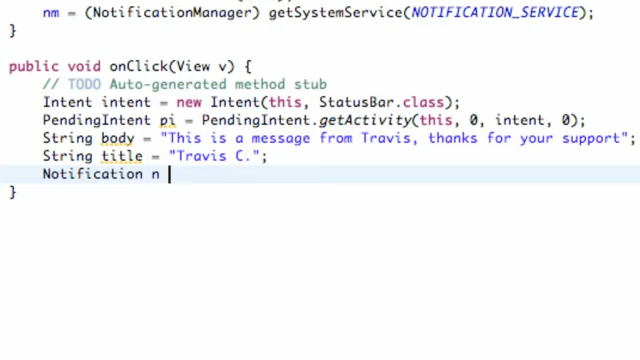 nm = (NotificationManager) getSystemService(NOTIFICATION_SERVICE);
}
public void onClick(View v) {
// TODO Auto-generated method stub
Intent intent = new Intent(this, StatusBar.class);
PendingIntent pi = PendingIntent.getActivity(this, 0, intent, 0);
String body = "This is a message from Travis, thanks for your support";
String title = "Travis C.";
Notification n
}